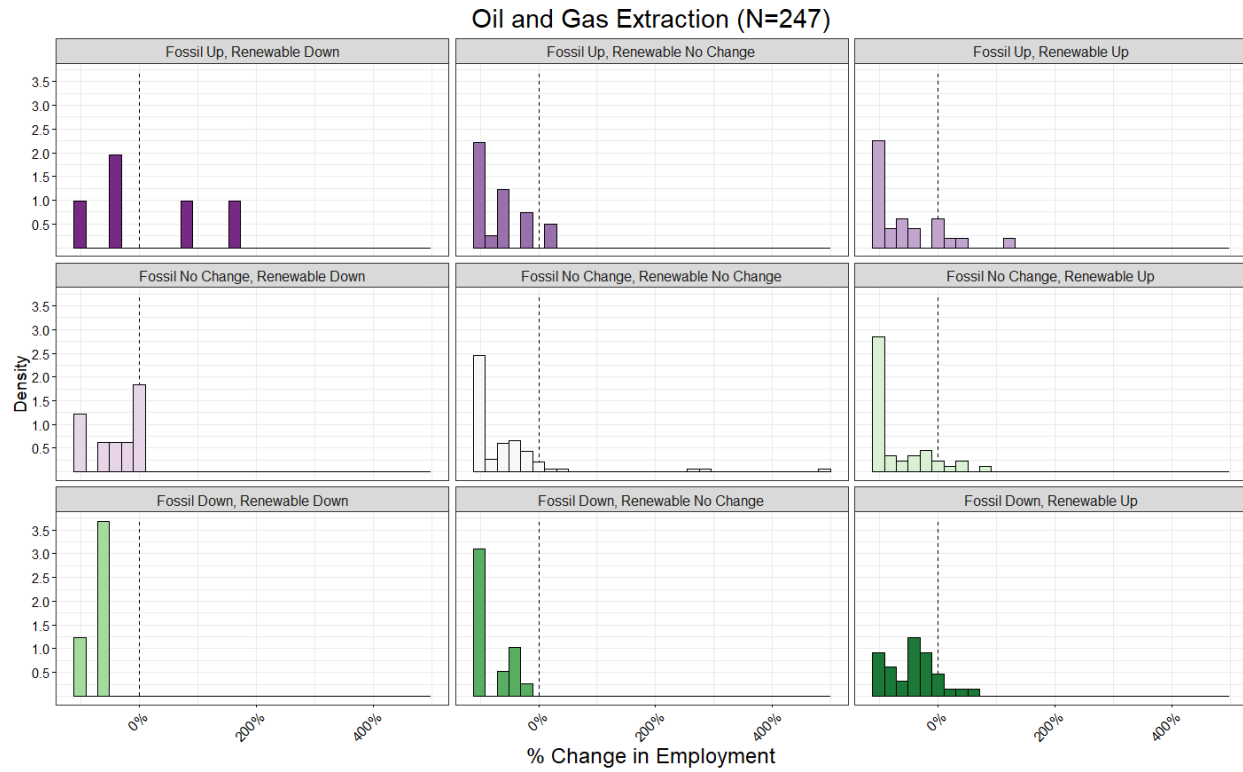 Oil and Gas Extraction (N=247)
Fossil Up, Renewable Down
Fossil Up, Renewable No Change
Fossil Up, Renewable Up
3.5
3.0
2.5
2.0
1.5
1.0
0.5
Fossil No Change, Renewable Down
Fossil No Change, Renewable No Change
Fossil No Change, Renewable Up
3.5
3.0
2.5
2.0
1.5
1.0
0.5
Density
Fossil Down, Renewable Down
Fossil Down, Renewable No Change
Fossil Down, Renewable Up
3.5
3.0
2.5
2.0
1.5
1.0
0.5
0%
200%
400%
0%
200%
400%
0%
200%
400%
% Change in Employment